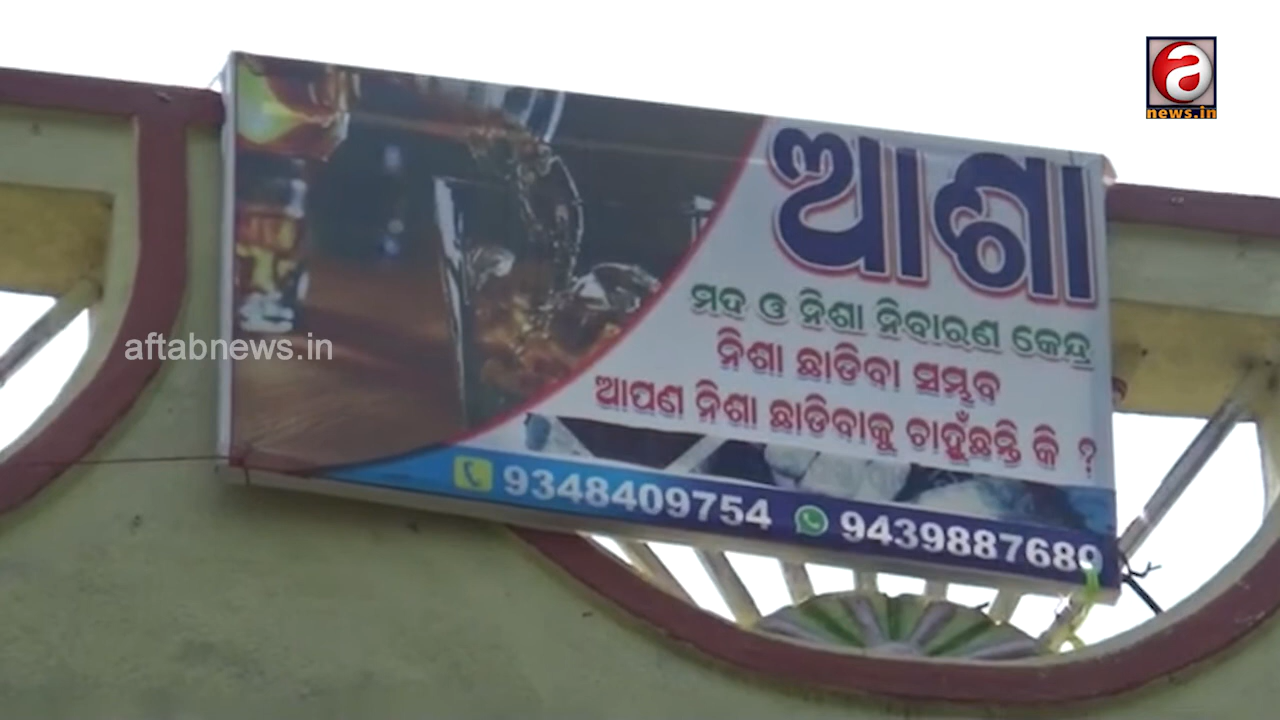 a
news.in
ଆଶା
ମଦ ଓ ନିଶା ନିବାରଣ କେନ୍ଦ୍ର
ନିଶା ଛାଡିବା ସମ୍ଭବ
ଆପଣ ନିଶା ଛାଡିବାକୁ ଚାହୁଁଛନ୍ତି କି ?
9348409754 9439887689
aftabnews.in